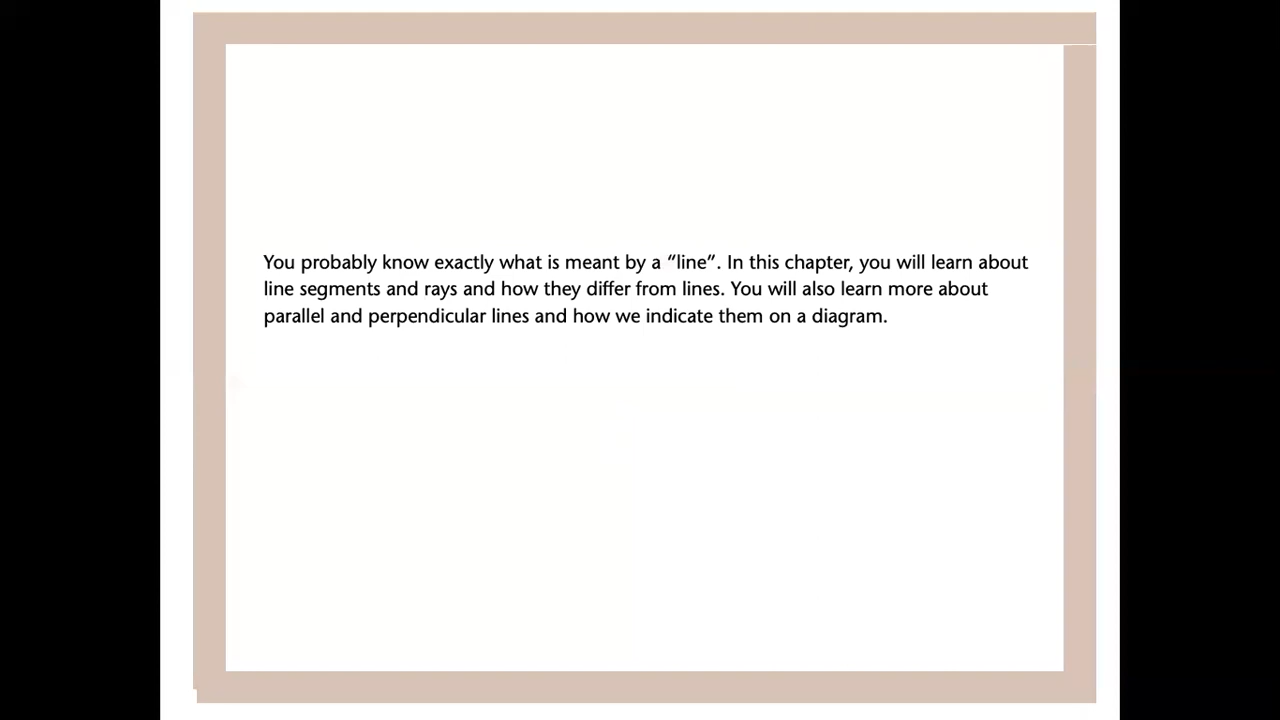 You probably know exactly what is meant by a “line”. In this chapter, you will learn about
line segments and rays and how they differ from lines. You will also learn more about
parallel and perpendicular lines and how we indicate them on a diagram.